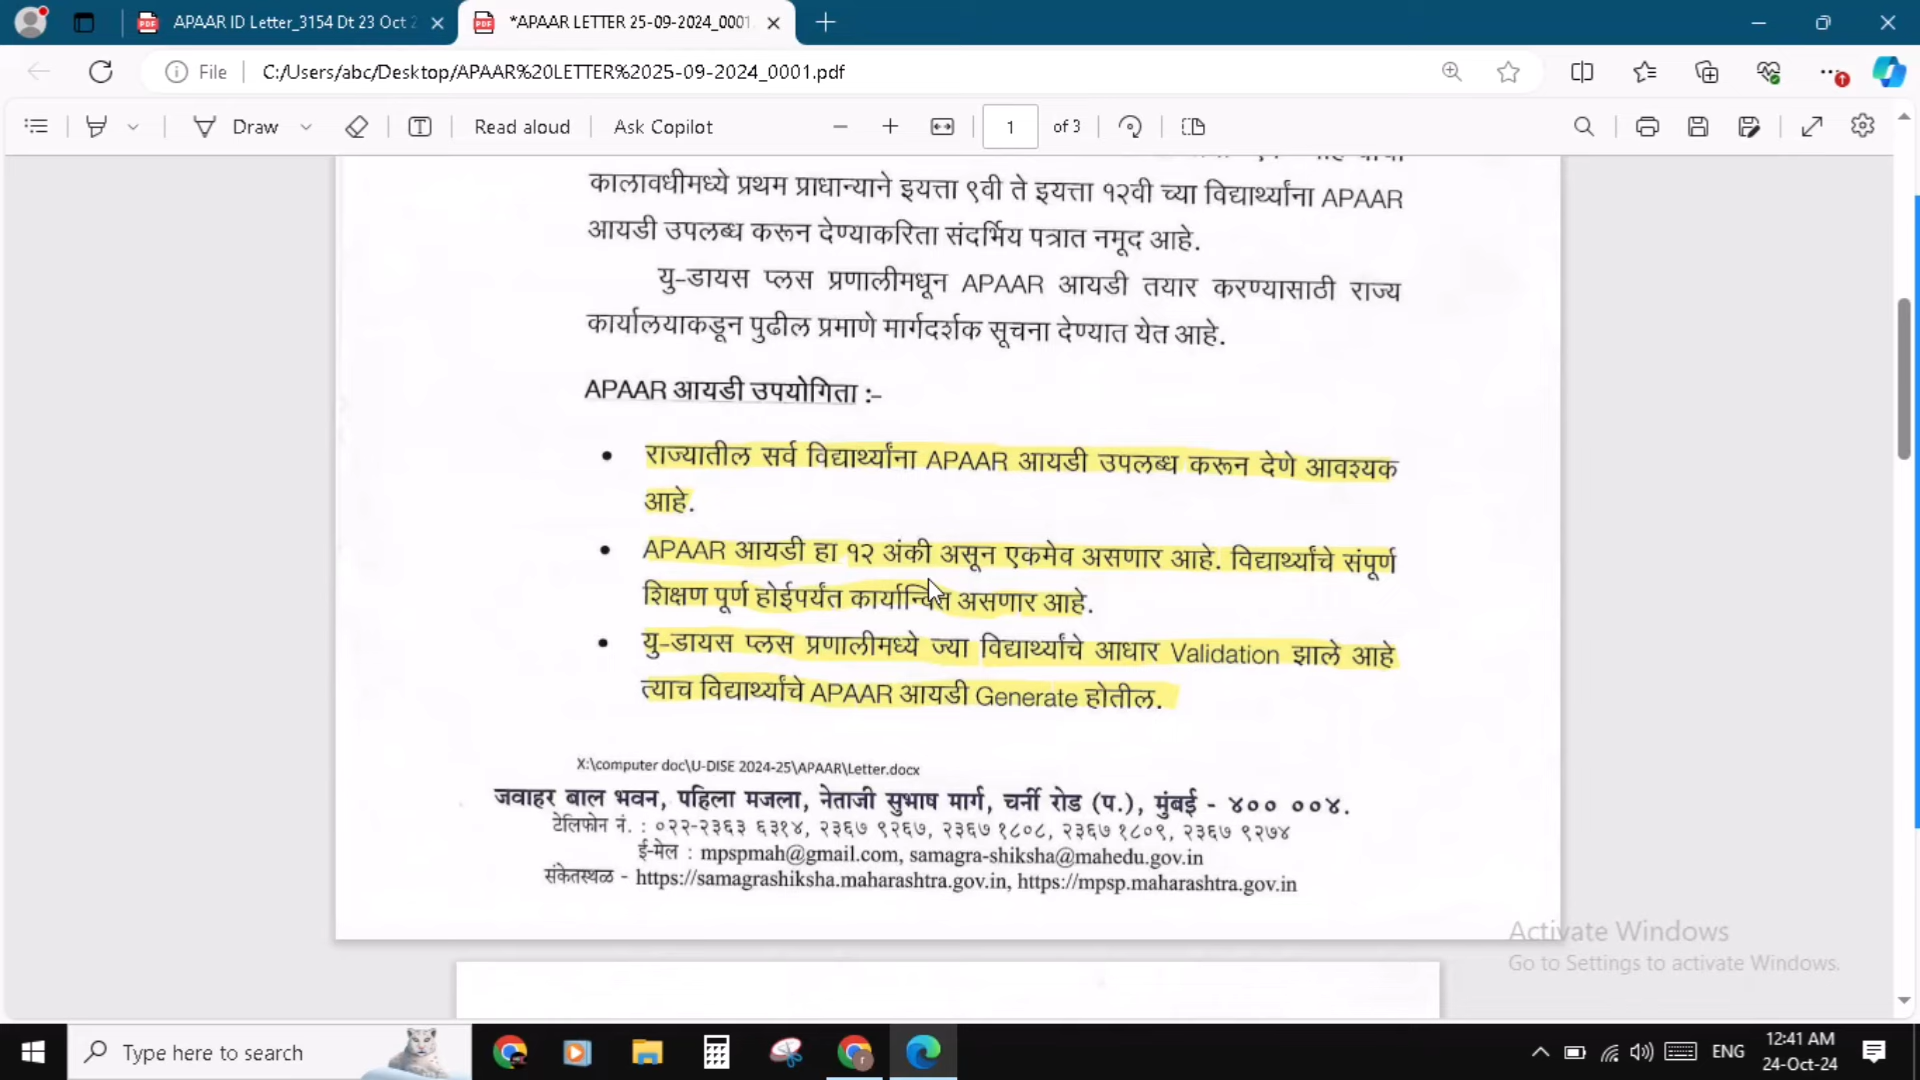 APAAR ID Letter_3154 Dt 23 Oct 2
*APAAR LETTER 25-09-2024_0001.
File
C:/Users/abc/Desktop/APAAR%20LETTER%2025-09-2024_0001.pdf
Draw
Read aloud
Ask Copilot
1
of 3
कालावधीमध्ये प्रथम प्राधान्याने इयत्ता ९वी ते इयत्ता १२वी च्या विद्यार्थ्यांना APAAR
आयडी उपलब्ध करून देण्याकरिता संदर्भिय पत्रात नमूद आहे.
यु-डायस प्लस प्रणालीमधून APAAR आयडी तयार करण्यासाठी राज्य
कार्यालयाकडून पुढील प्रमाणे मार्गदर्शक सूचना देण्यात येत आहे.
APAAR आयडी उपयोगिता :-
• राज्यातील सर्व विद्यार्थ्यांना APAAR आयडी उपलब्ध करून देणे आवश्यक
आहे.
• APAAR आयडी हा १२ अंकी असून एकमेव असणार आहे. विद्यार्थ्यांचे संपूर्ण
शिक्षण पूर्ण होईपर्यंत कार्यान्वित असणार आहे.
• यु-डायस प्लस प्रणालीमध्ये ज्या विद्यार्थ्यांचे आधार Validation झाले आहे
त्याच विद्यार्थ्यांचे APAAR आयडी Generate होतील.
X:\computer doc\U-DISE 2024-25\APAAR\Letter.docx
जवाहर बाल भवन, पहिला मजला, नेताजी सुभाष मार्ग, चर्नी रोड (प.), मुंबई - ४०० ००४.
टेलिफोन नं. : ०२२-२३६३ ६३१४, २३६७ ९२६७, २३६७ १८०८, २३६७ १८०९, २३६७ ९२७४
ई-मेल : mpspmah@gmail.com, samagra-shiksha@mahedu.gov.in
संकेतस्थळ - https://samagrashiksha.maharashtra.gov.in, https://mpsp.maharashtra.gov.in
Activate Windows
Go to Settings to activate Windows.
Type here to search
ENG
12:41 AM
24-Oct-24